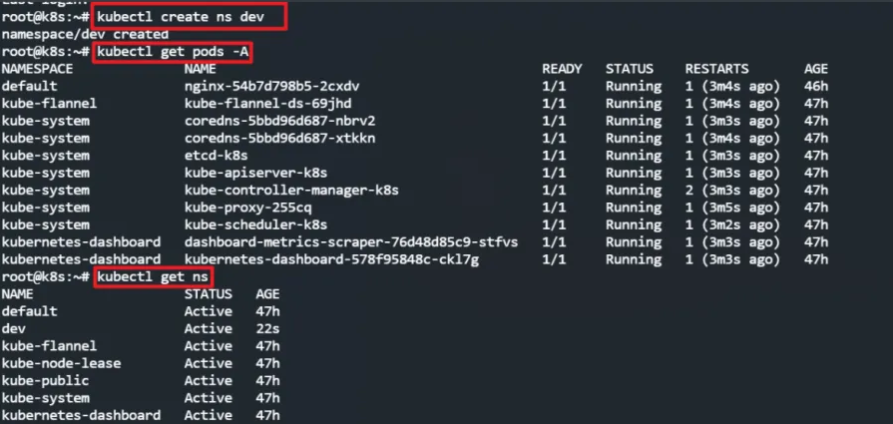 root@k8s:~# kubectl create ns dev
namespace/dev created
root@k8s:~# kubectl get pods -A
NAMESPACE NAME READY STATUS RESTARTS AGE
default nginx-54b7d798b5-2cxdv 1/1 Running 1 (3m4s ago) 46h
kube-flannel kube-flannel-ds-69jhd 1/1 Running 1 (3m4s ago) 47h
kube-system coredns-5bbd96d687-nbrv2 1/1 Running 1 (3m3s ago) 47h
kube-system coredns-5bbd96d687-xtkkn 1/1 Running 1 (3m4s ago) 47h
kube-system etcd-k8s 1/1 Running 1 (3m3s ago) 47h
kube-system kube-apiserver-k8s 1/1 Running 1 (3m3s ago) 47h
kube-system kube-controller-manager-k8s 1/1 Running 2 (3m3s ago) 47h
kube-system kube-proxy-255cq 1/1 Running 1 (3m5s ago) 47h
kube-system kube-scheduler-k8s 1/1 Running 1 (3m2s ago) 47h
kubernetes-dashboard dashboard-metrics-scraper-76d48d85c9-stfvs 1/1 Running 1 (3m3s ago) 47h
kubernetes-dashboard kubernetes-dashboard-578f95848c-ckl7g 1/1 Running 1 (3m3s ago) 47h
root@k8s:~# kubectl get ns
NAME STATUS AGE
default Active 47h
dev Active 22s
kube-flannel Active 47h
kube-node-lease Active 47h
kube-public Active 47h
kube-system Active 47h
kubernetes-dashboard Active 47h